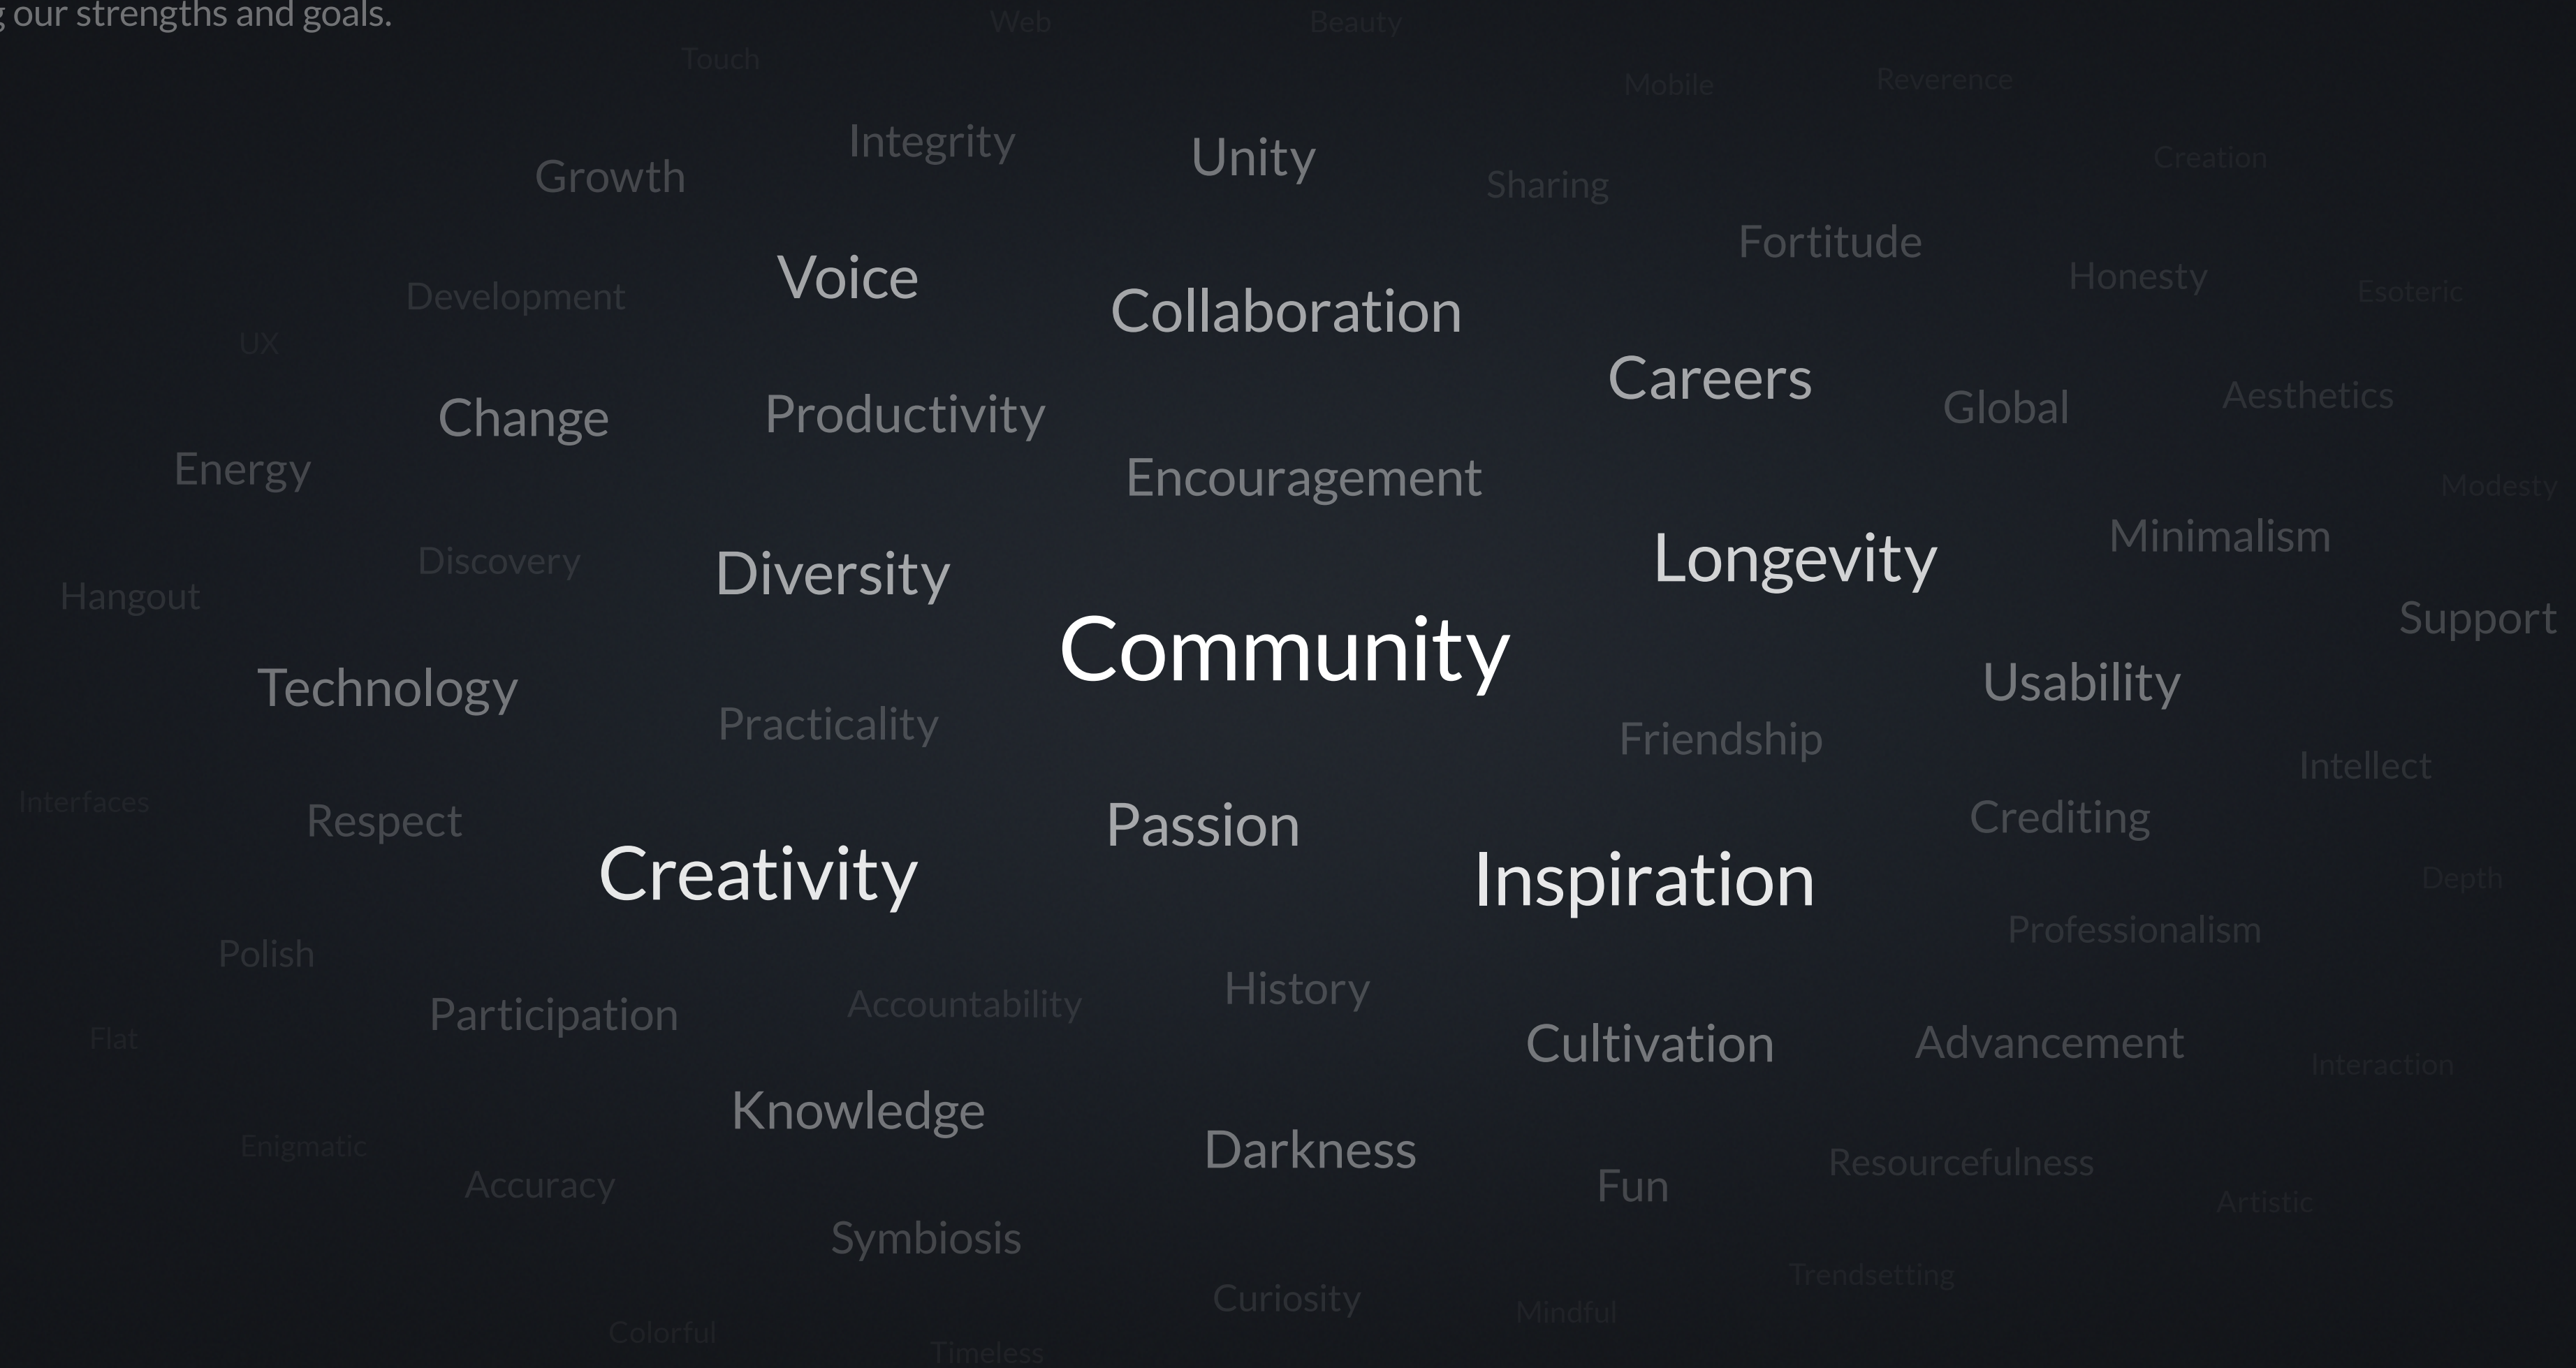 g our strengths and goals.
Web
Beauty
Touch
Mobile
Reverence
Integrity
Unity
Creation
Growth
Sharing
Fortitude
Voice
Honesty
Development
Esoteric
Collaboration
UX
Careers
Aesthetics
Global
Change
Productivity
Energy
Encouragement
Modesty
Minimalism
Longevity
Discovery
Diversity
Hangout
Support
Community
Technology
Usability
Practicality
Friendship
Intellect
Interfaces
Crediting
Respect
Passion
Creativity
Inspiration
Depth
Professionalism
Polish
History
Accountability
Participation
Flat
Cultivation
Advancement
Interaction
Knowledge
Enigmatic
Darkness
Resourcefulness
Accuracy
Fun
Artistic
Symbiosis
Trendsetting
Curiosity
Mindful
Colorful
Timeless